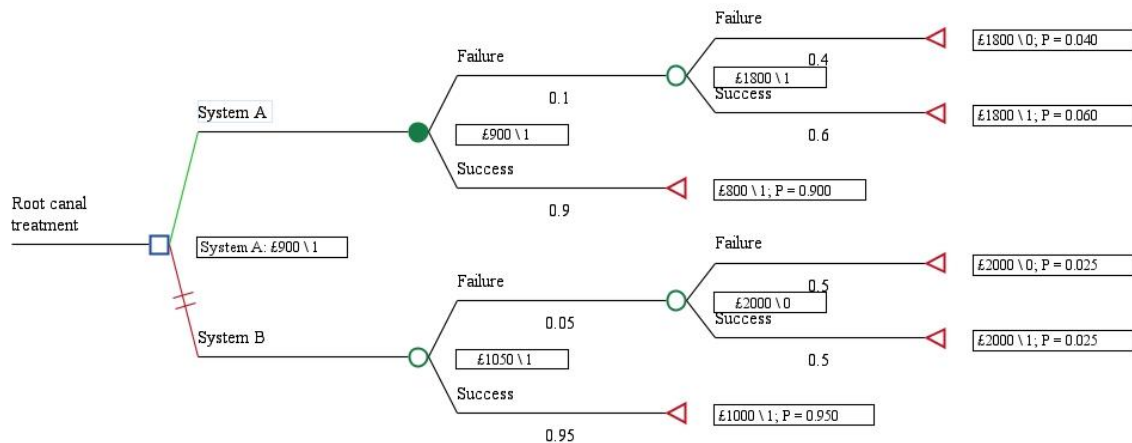 Failure
£1800 \ 0; P = 0.040
0.4
Failure
£1800 \ 1
Success
0.1
£1800 \ 1; P = 0.060
System A
0.6
£900 \ 1
Success
£800 \ 1; P = 0.900
0.9
Root canal
treatment
System A: £900 \ 1
Failure
£2000 \ 0; P = 0.025
0.5
Failure
£2000 \ 0
Success
0.05
£2000 \ 1; P = 0.025
System B
0.5
£1050 \ 1
Success
£1000 \ 1; P = 0.950
0.95